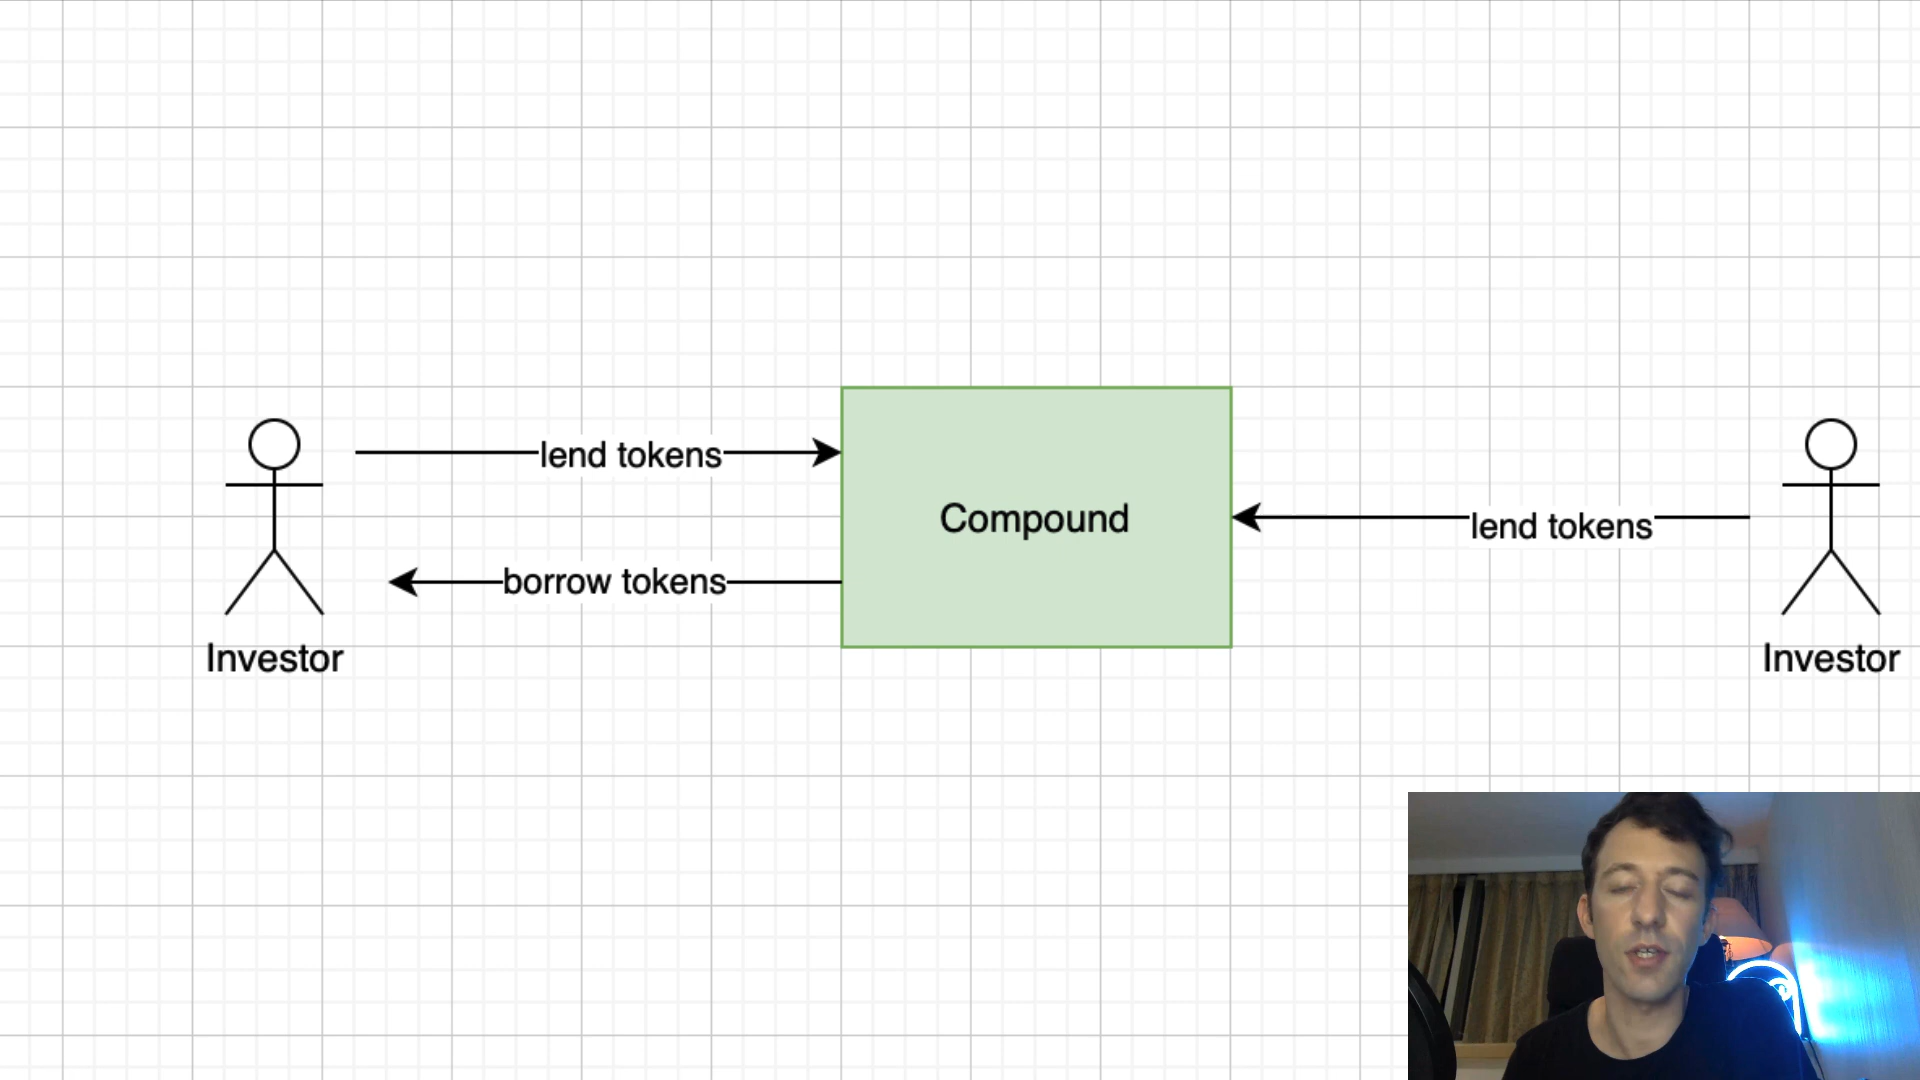 lend tokens
Compound
lend tokens
borrow tokens
Investor
Investor